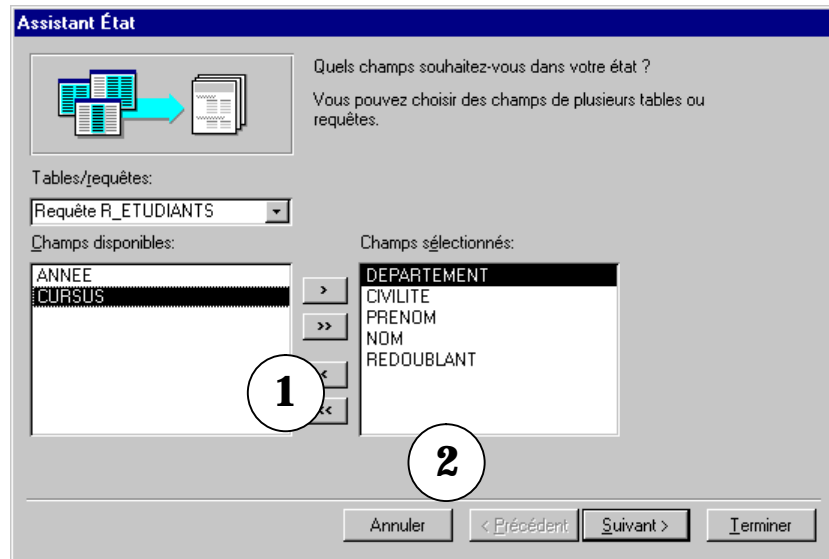 Assistant État
Quels champs souhaitez-vous dans votre état ?
Vous pouvez choisir des champs de plusieurs tables ou
requêtes.
Tables/requêtes:
Requête R_ETUDIANTS
Champs disponibles:
Champs sélectionnés:
ANNEE
CURSUS
>
>>
<
<<
DEPARTEMENT
CIVILITE
PRENOM
NOM
REDOUBLANT
1
2
Annuler
< Précédent
Suivant >
Terminer